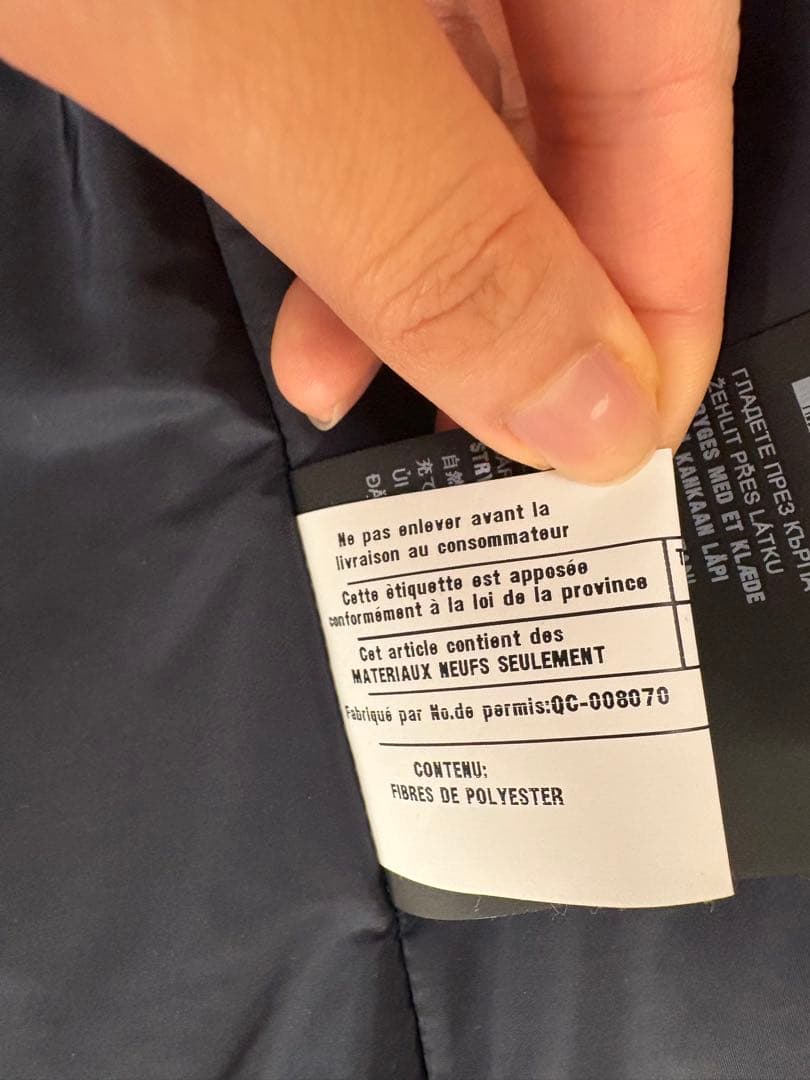 Ne pas enlever avant la
livraison au consommateur
Cette ètiquette est apposée
conformément à la loi de la province
Cet article contient des
MATERIAUX NEUFS SEULEMENT
Fabriqué par No.de permis:QC-008070
CONTENU:
FIBRES DE POLYESTER
ГЛАДЕТЕ ПРЕЗ КЪРПА
ŽEHLIT PŘES LÁTKU
MED ET KLÆDE
KANKAAN LÄPI